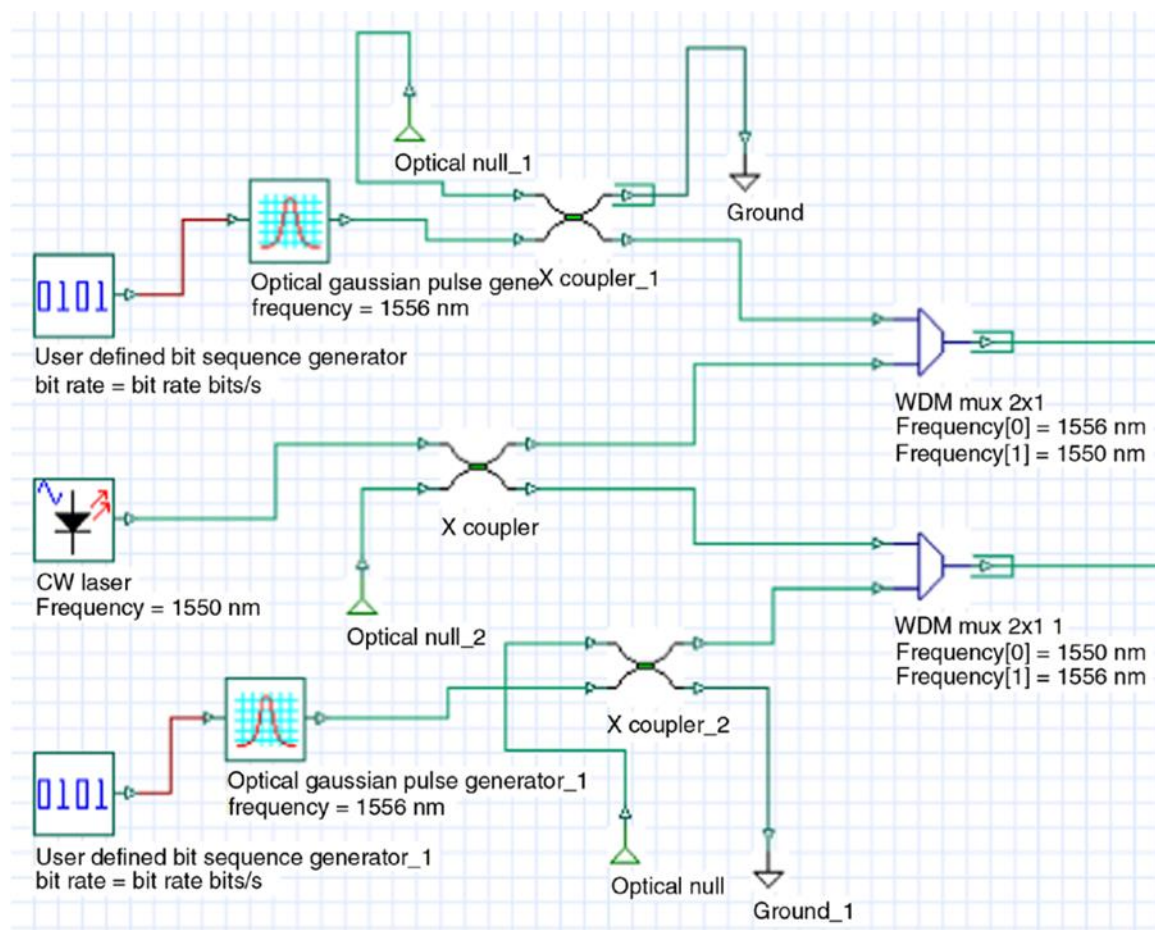 Optical null_1
Ground
Optical gaussian pulse gene
frequency = 1556 nm
X coupler_1
0101
User defined bit sequence generator
bit rate = bit rate bits/s
WDM mux 2x1
Frequency[0] = 1556 nm
Frequency[1] = 1550 nm
X coupler
CW laser
Frequency = 1550 nm
Optical null_2
WDM mux 2x1 1
Frequency[0] = 1550 nm
Frequency[1] = 1556 nm
X coupler_2
Optical gaussian pulse generator_1
frequency = 1556 nm
0101
User defined bit sequence generator_1
bit rate = bit rate bits/s
Optical null
Ground_1